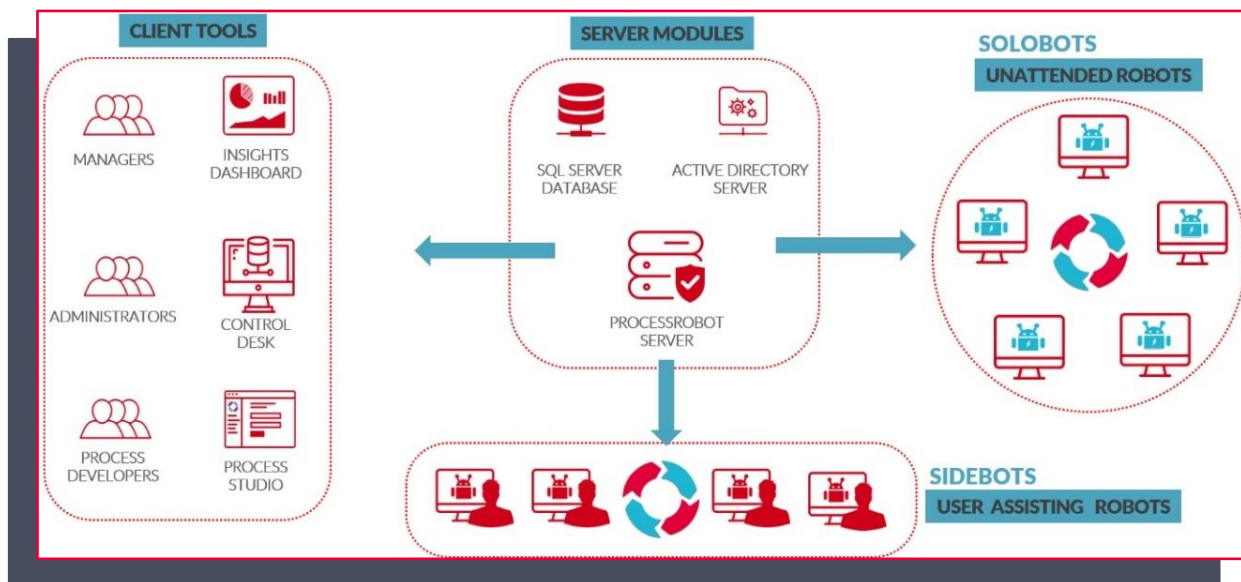 CLIENT TOOLS
MANAGERS
INSIGHTS
DASHBOARD
ADMINISTRATORS
CONTROL
DESK
PROCESS
DEVELOPERS
PROCESS
STUDIO
SERVER MODULES
SQL SERVER
DATABASE
ACTIVE DIRECTORY
SERVER
PROCESSROBOT
SERVER
SOLOBOTS
UNATTENDED ROBOTS
SIDEBOTS
USER ASSISTING ROBOTS